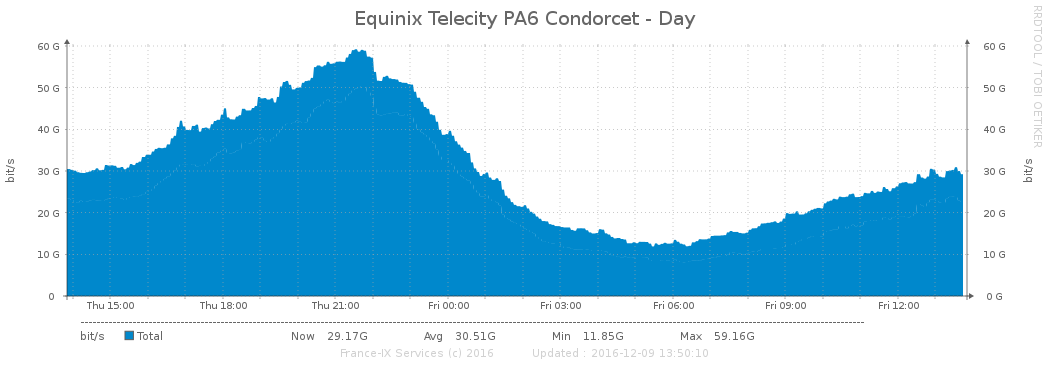 Equinix Telecity PA6 Condorcet - Day
RRDTOOL / TOBI OETIKER
60 G 60 G
50 G 50 G
40 G 40 G
30 G 30 G
20 G 20 G
10 G 10 G
0 0 G
bit/s bit/s
Thu 15:00 Thu 18:00 Thu 21:00 Fri 00:00 Fri 03:00 Fri 06:00 Fri 09:00 Fri 12:00
bit/s Total Now 29.17G Avg 30.51G Min 11.85G Max 59.16G
France-IX Services (c) 2016 Updated : 2016-12-09 13:50:10